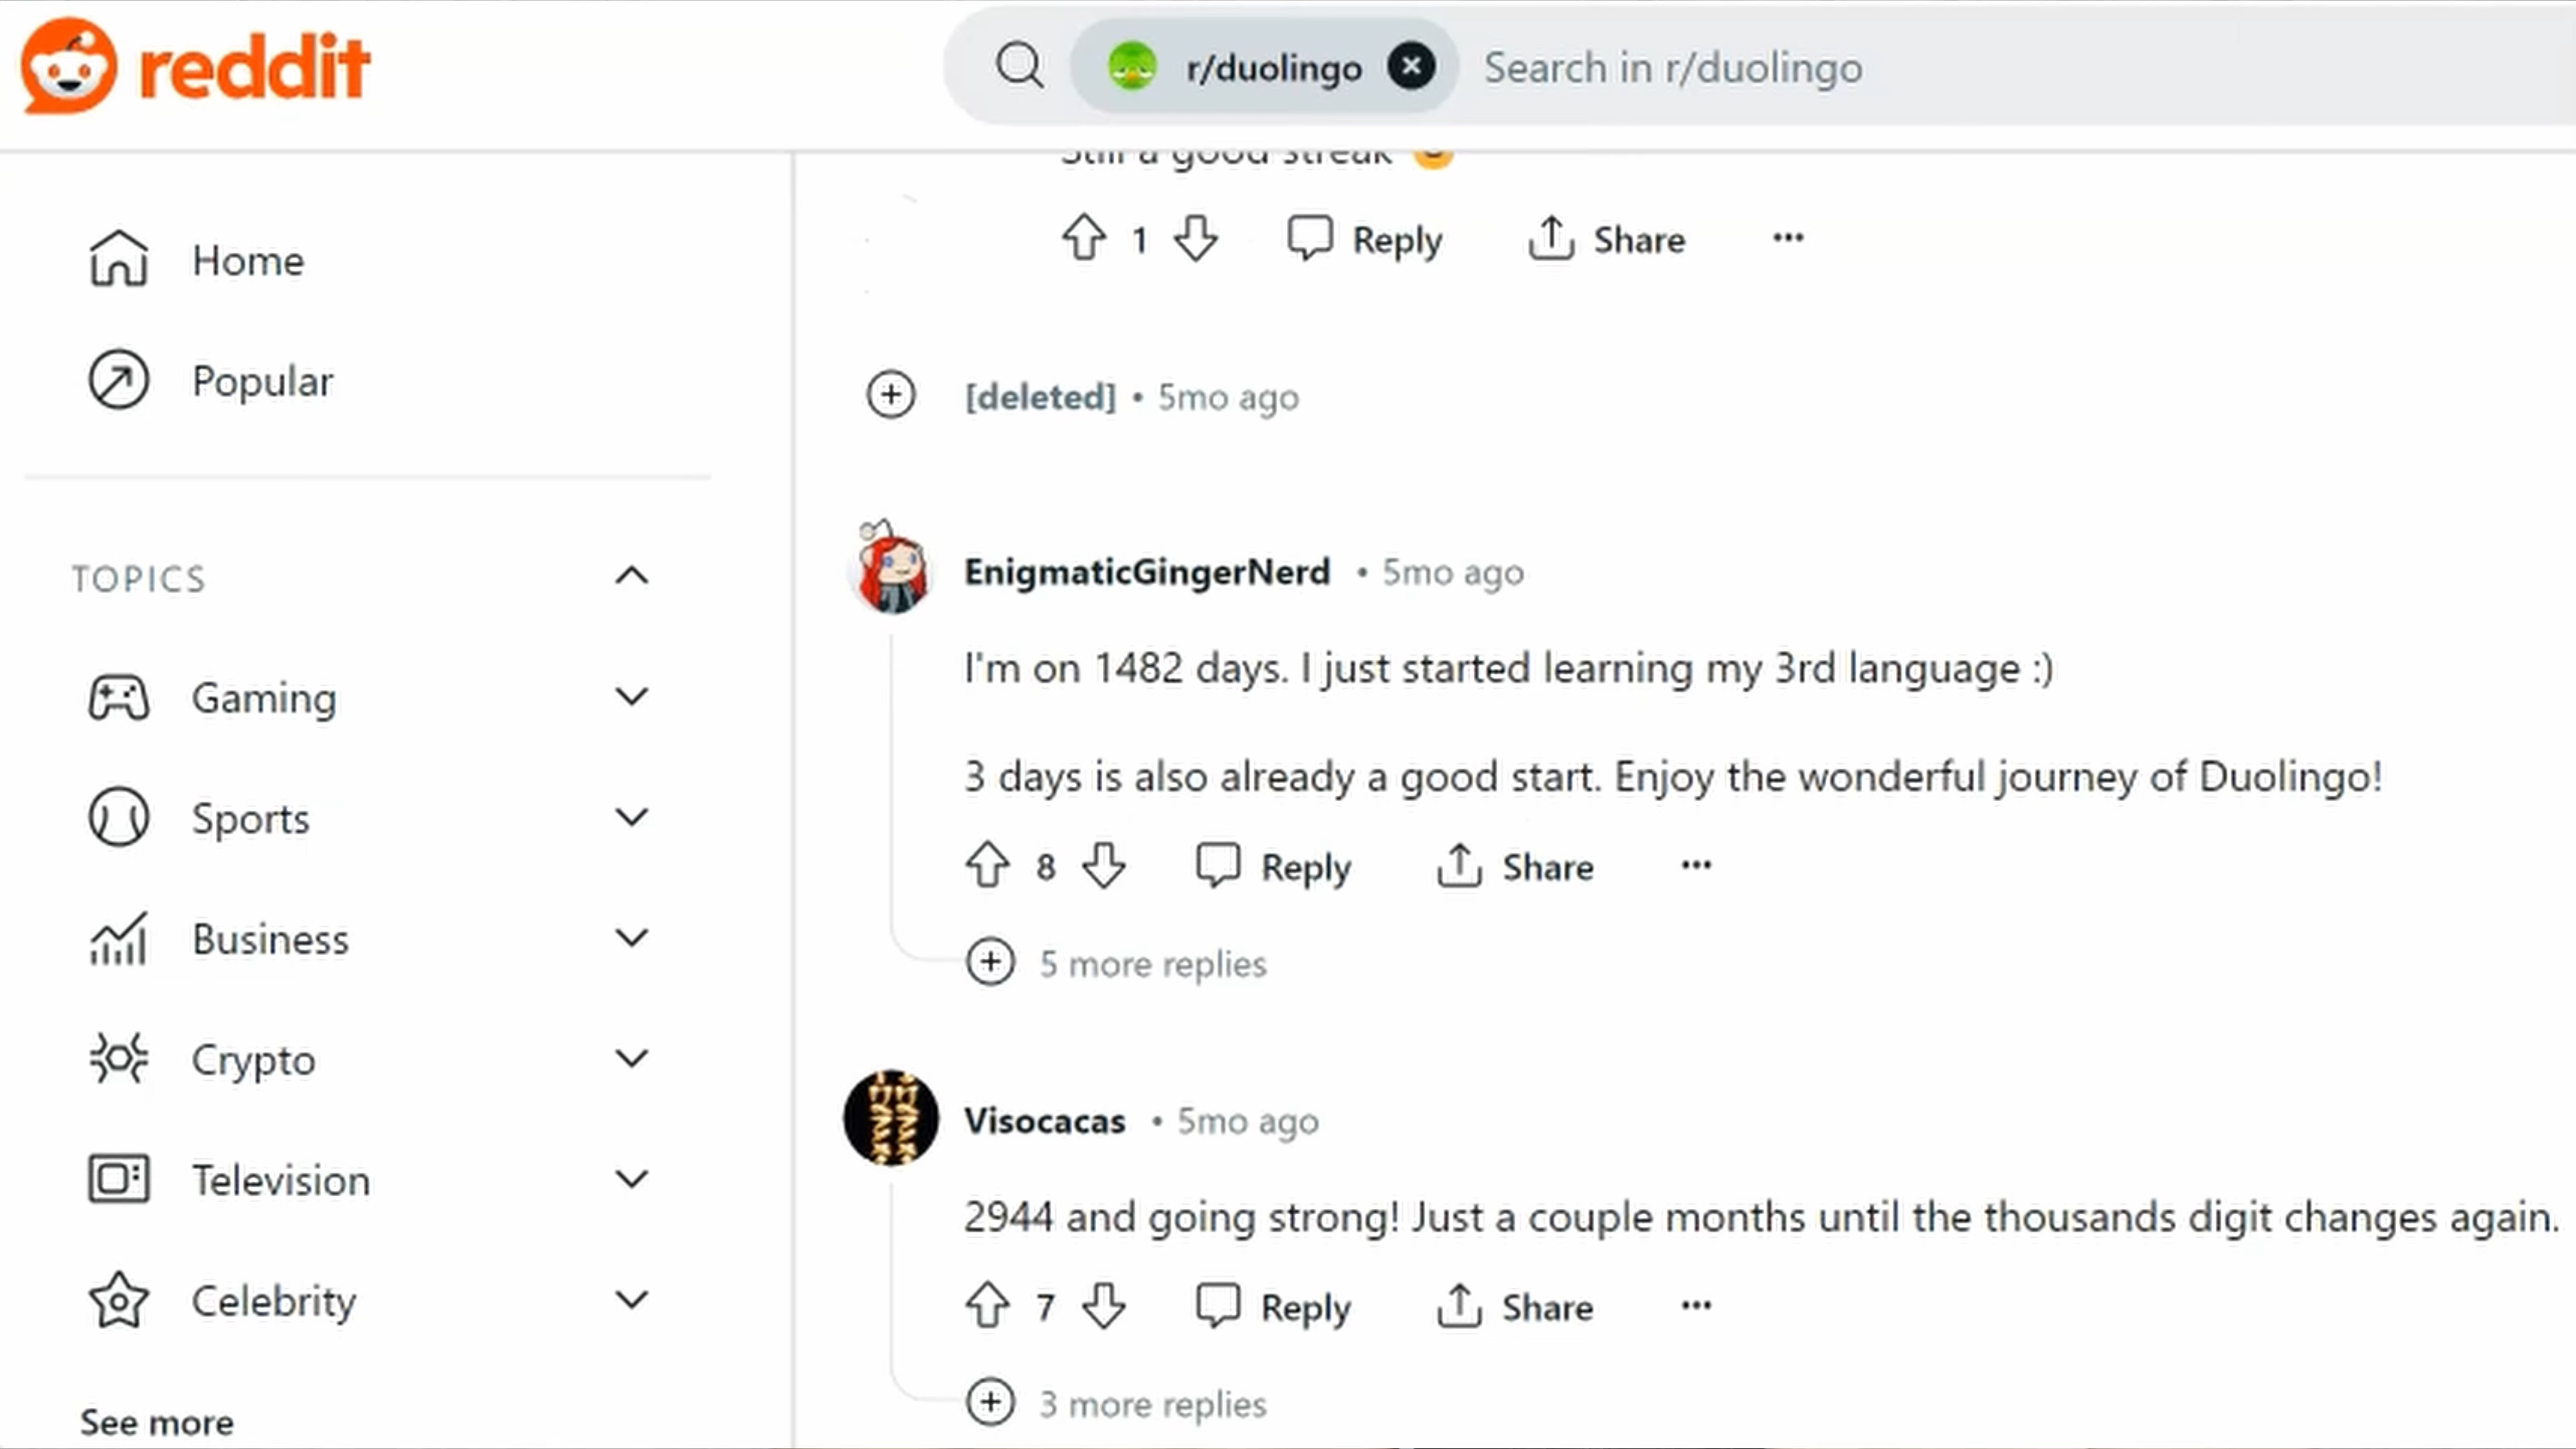 reddit
r/duolingo
Search in r/duolingo
Home
Popular
TOPICS
Gaming
Sports
Business
Crypto
Television
Celebrity
See more
Still a good streak
1
Reply
Share
[deleted] • 5mo ago
EnigmaticGingerNerd • 5mo ago
I'm on 1482 days. I just started learning my 3rd language :)
3 days is also already a good start. Enjoy the wonderful journey of Duolingo!
8
Reply
Share
5 more replies
Visocacas • 5mo ago
2944 and going strong! Just a couple months until the thousands digit changes again.
7
Reply
Share
3 more replies